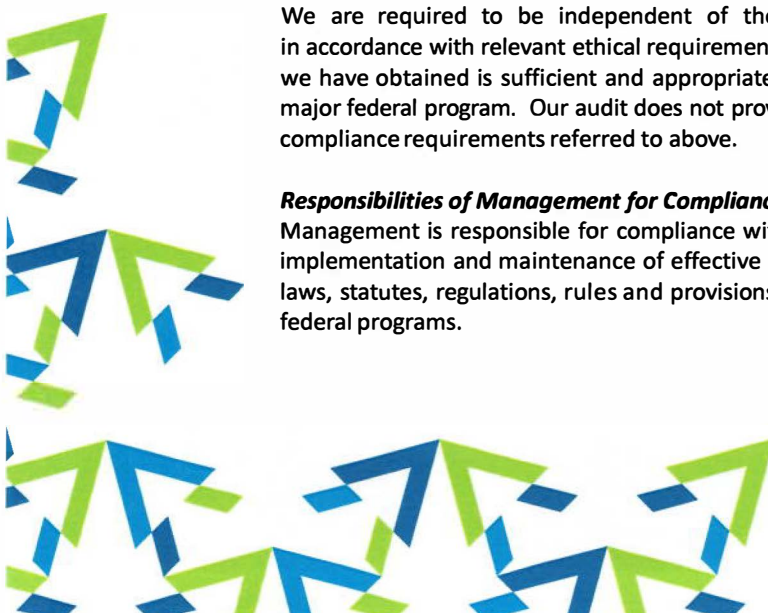 We are required to be independent of the
in accordance with relevant ethical requiremen
we have obtained is sufficient and appropriate
major federal program. Our audit does not prov
compliance requirements referred to above.
Responsibilities of Management for Complianc
Management is responsible for compliance wi
implementation and maintenance of effective
laws, statutes, regulations, rules and provisions
federal programs.